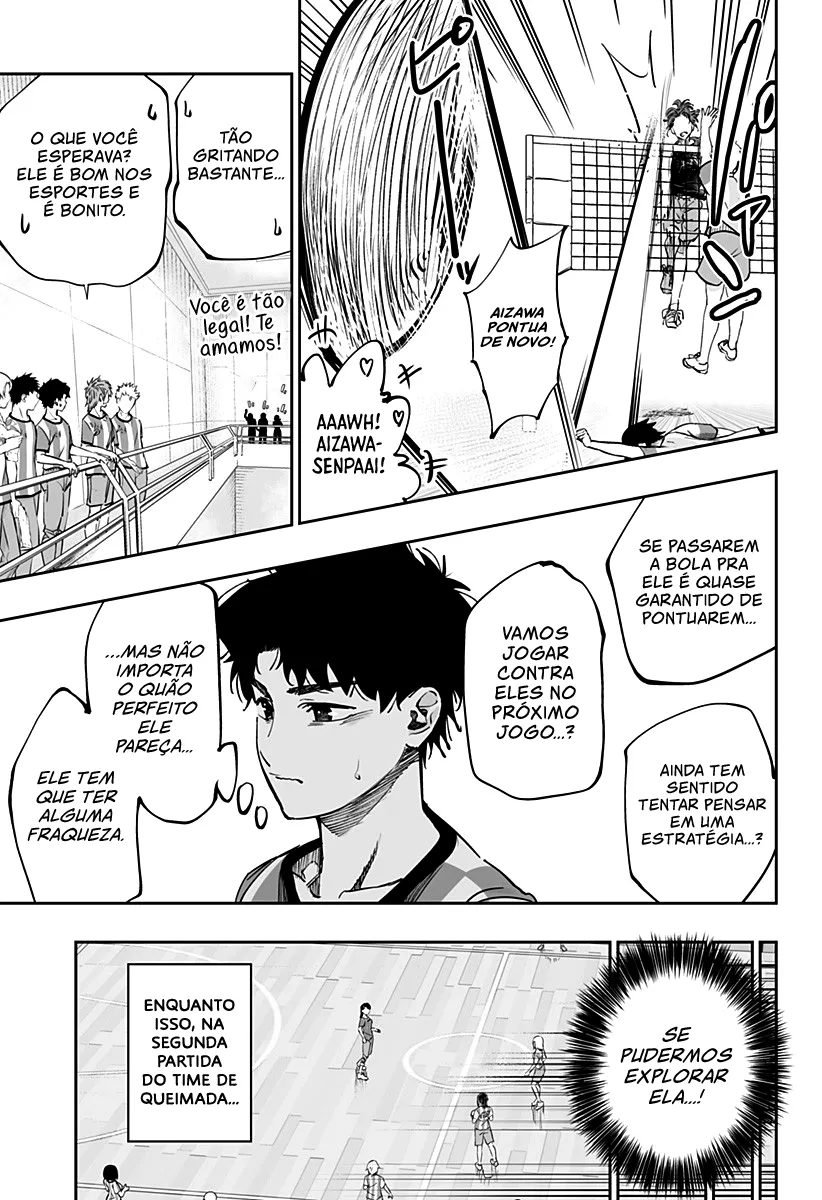 ピピーッ
AIZAWA
PONTUA
DE NOVO!
AAAWH!
AIZAWA-
SENPAAI!
TÃO
GRITANDO
BASTANTE...
O QUE VOCÊ
ESPERAVA?
ELE É BOM NOS
ESPORTES E
É BONITO.
Você é tão
legal! Te
amamos!
SE PASSAREM
A BOLA PRA
ELE É QUASE
GARANTIDO DE
PONTUAREM...
AINDA TEM
SENTIDO
TENTAR PENSAR
EM UMA
ESTRATÉGIA...?
VAMOS
JOGAR
CONTRA
ELES NO
PRÓXIMO
JOGO...?
...MAS NÃO
IMPORTA
O QUÃO
PERFEITO
ELE
PAREÇA...
ELE TEM
QUE TER
ALGUMA
FRAQUEZA.
SE
PUDERMOS
EXPLORAR
ELA...!
ENQUANTO
ISSO, NA
SEGUNDA
PARTIDA
DO TIME DE
QUEIMADA...